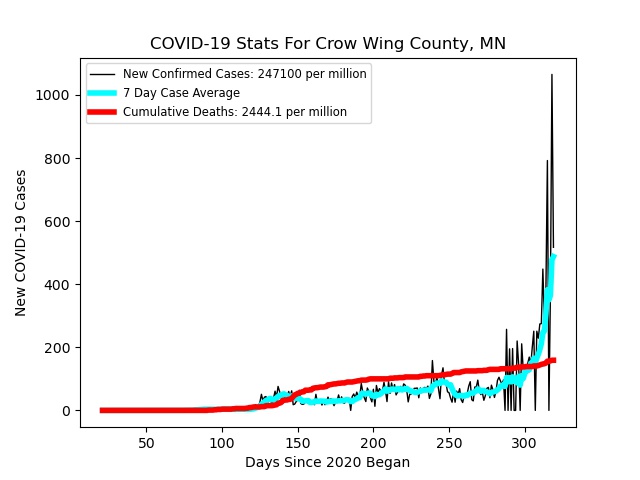 COVID-19 Stats For Crow Wing County, MN
New Confirmed Cases: 247100 per million
7 Day Case Average
Cumulative Deaths: 2444.1 per million
New COVID-19 Cases
1000
800
600
400
200
0
50 100 150 200 250 300
Days Since 2020 Began